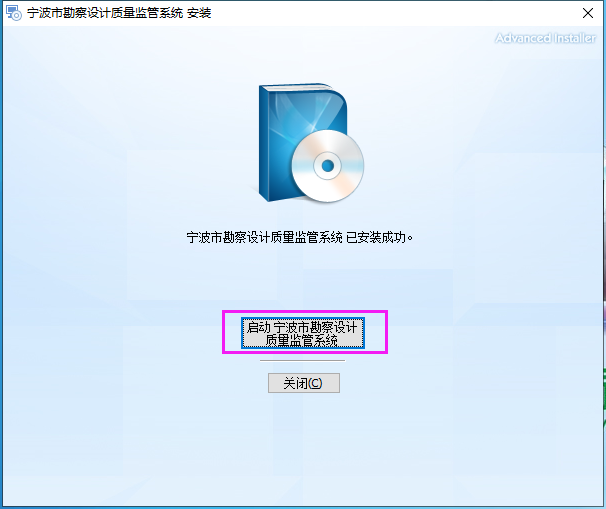 宁波市勘察设计质量监管系统 安装
Advanced Installer
宁波市勘察设计质量监管系统 已安装成功。
启动 宁波市勘察设计
质量监管系统
关闭(C)